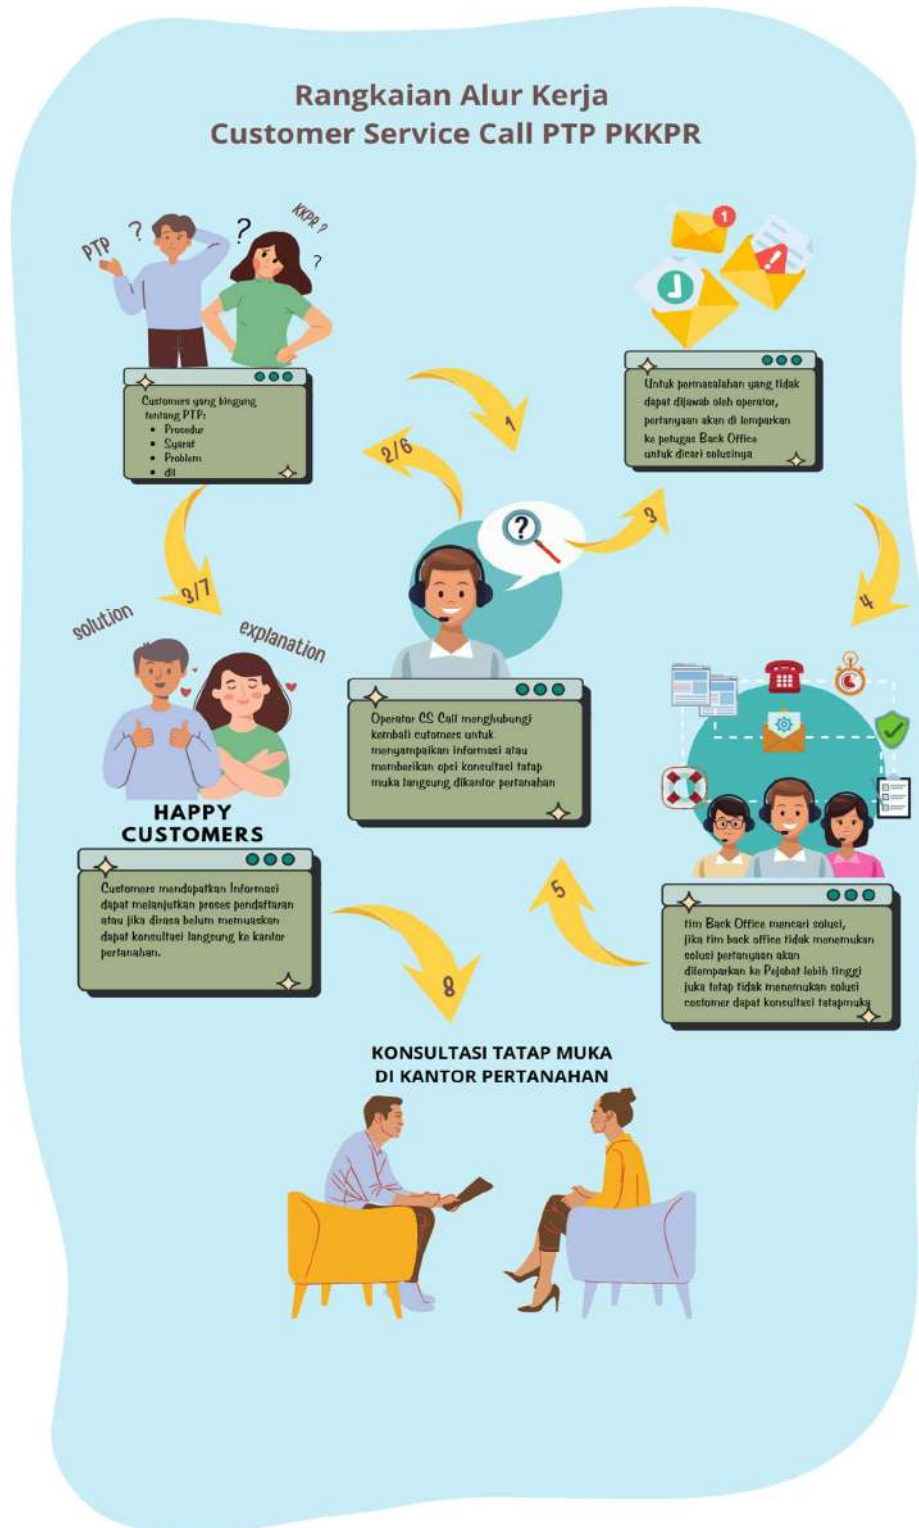 Rangkaian Alur Kerja
Customer Service Call PTP PKKPR
PTP
?
?
KKPR ?
?
Customers yang bingung
tentang PTP:
• Prosedur
• Syarat
• Problem
• dll
1
Untuk permasalahan yang tidak
dapat dijawab oleh operator,
pertanyaan akan di lemparkan
ke petugas Back Office
untuk dicari solusinya
1
2/6
?
3
4
3/7
solution
explanation
HAPPY
CUSTOMERS
Operator CS Call menghubungi
kembali cutomers untuk
menyampaikan informasi atau
memberikan opsi konsultasi tatap
muka langsung dikantor pertanahan
Customers mendapatkan Informasi
dapat melanjutkan proses pendaftaran
atau jika dirasa belum memuaskan
dapat konsultasi langsung ke kantor
pertanahan.
5
tim Back Office mencari solusi,
jika tim back office tidak menemukan
solusi pertanyaan akan
dilemparkan ke Pejabat lebih tinggi
juka tetap tidak menemukan solusi
costomer dapat konsultasi tatapmuka
8
KONSULTASI TATAP MUKA
DI KANTOR PERTANAHAN